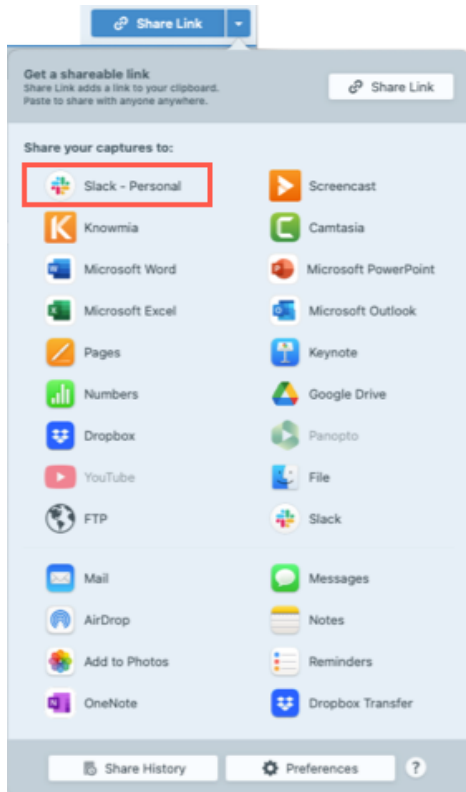 Share Link
Get a shareable link
Share Link adds a link to your clipboard.
Paste to share with anyone anywhere.
Share Link
Share your captures to:
Slack - Personal
Screencast
Knowmia
Camtasia
Microsoft Word
Microsoft PowerPoint
Microsoft Excel
Microsoft Outlook
Pages
Keynote
Numbers
Google Drive
Dropbox
Panopto
YouTube
File
FTP
Slack
Mail
Messages
AirDrop
Notes
Add to Photos
Reminders
OneNote
Dropbox Transfer
Share History
Preferences
?